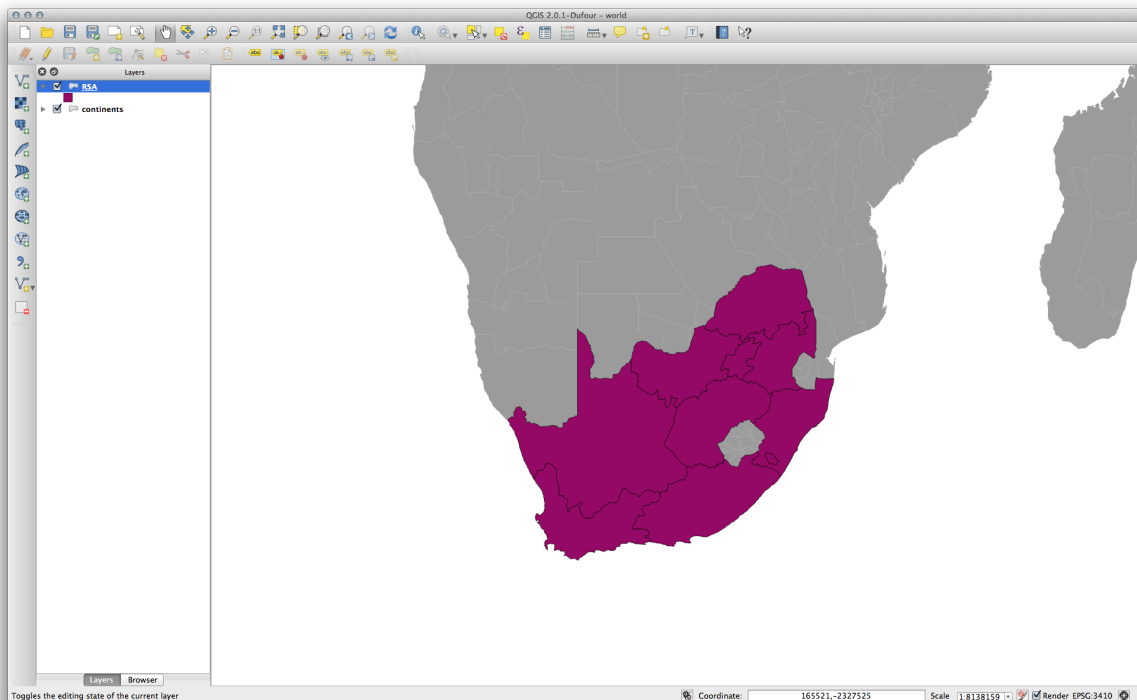 QGIS 2.0.1-Dufour - world
Layers
RSA
continents
Layers Browser
Toggles the editing state of the current layer
Coordinate: 165521,-2327525 Scale 1:8138159 Render EPSG:3410